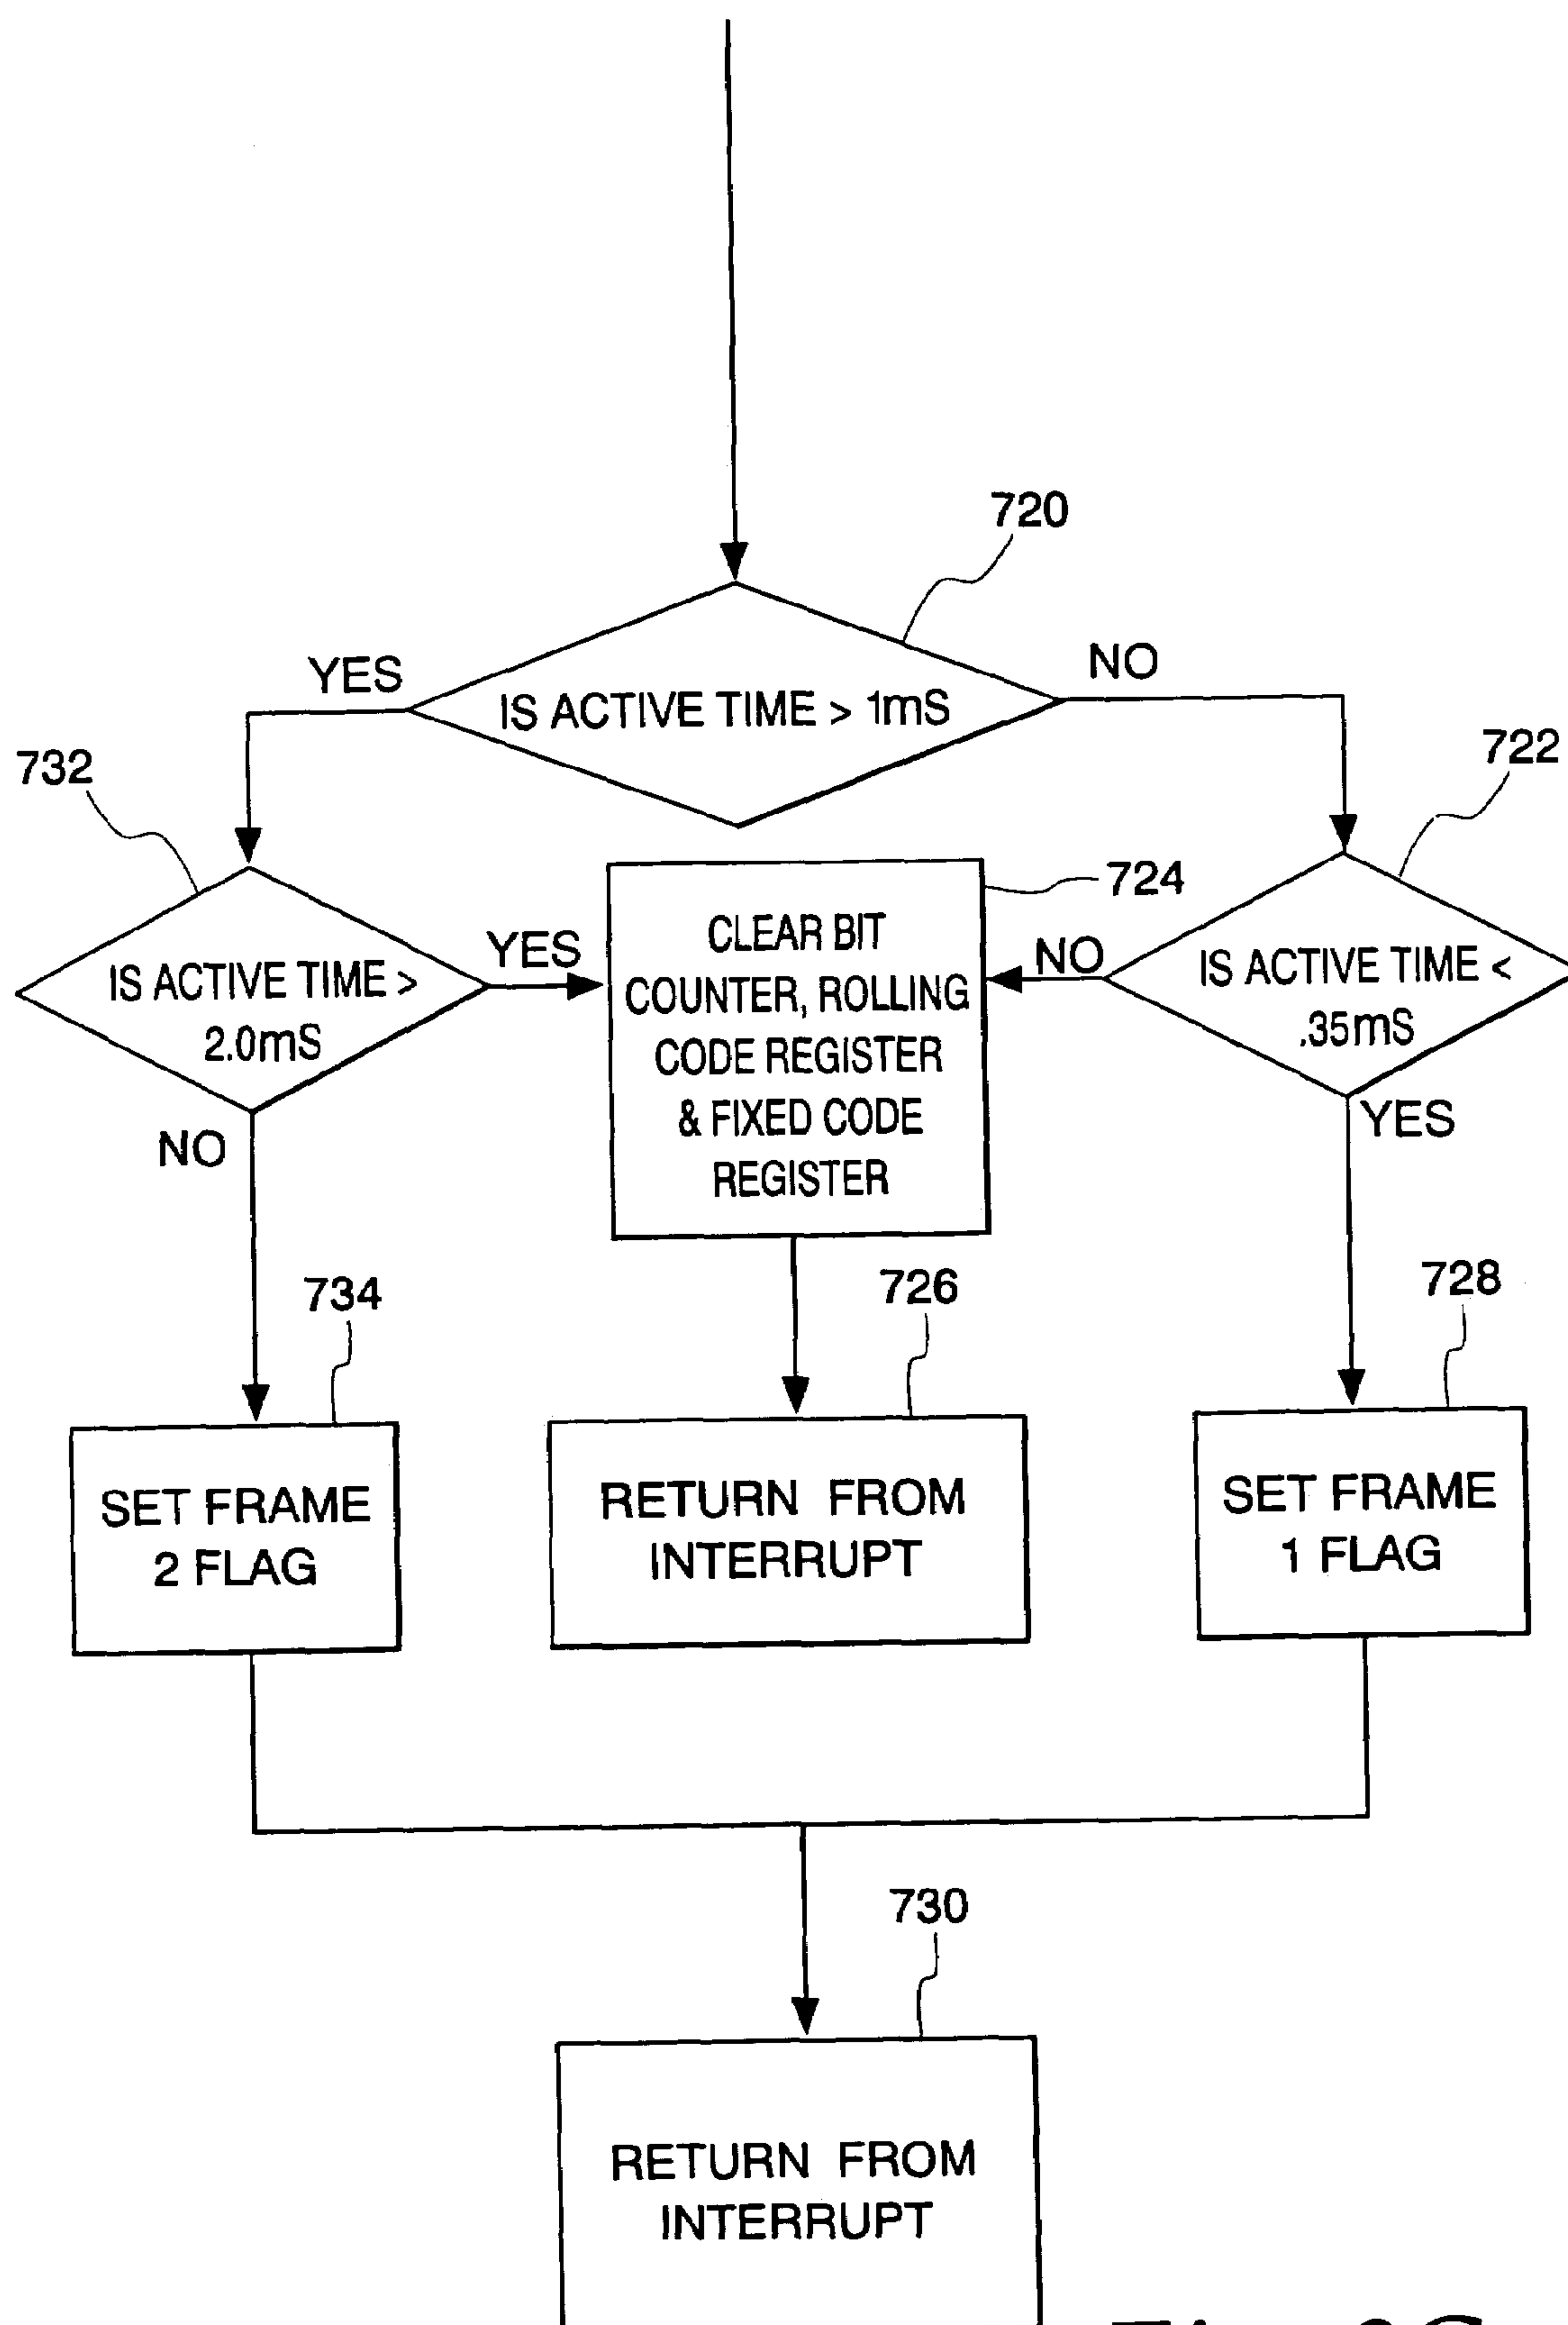 720
YES
NO
IS ACTIVE TIME > 1mS
732
722
724
CLEAR BIT
COUNTER, ROLLING
CODE REGISTER
& FIXED CODE
REGISTER
YES
NO
IS ACTIVE TIME >
2.0mS
IS ACTIVE TIME <
.35mS
NO
YES
734
726
728
SET FRAME
2 FLAG
RETURN FROM
INTERRUPT
SET FRAME
1 FLAG
730
RETURN FROM
INTERRUPT